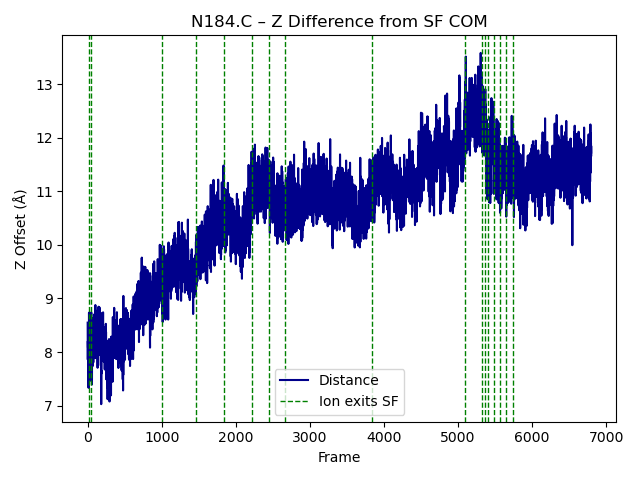 N184.C – Z Difference from SF COM
Z Offset (Å)
13
12
11
10
9
8
7
Distance
Ion exits SF
0 1000 2000 3000 4000 5000 6000 7000
Frame